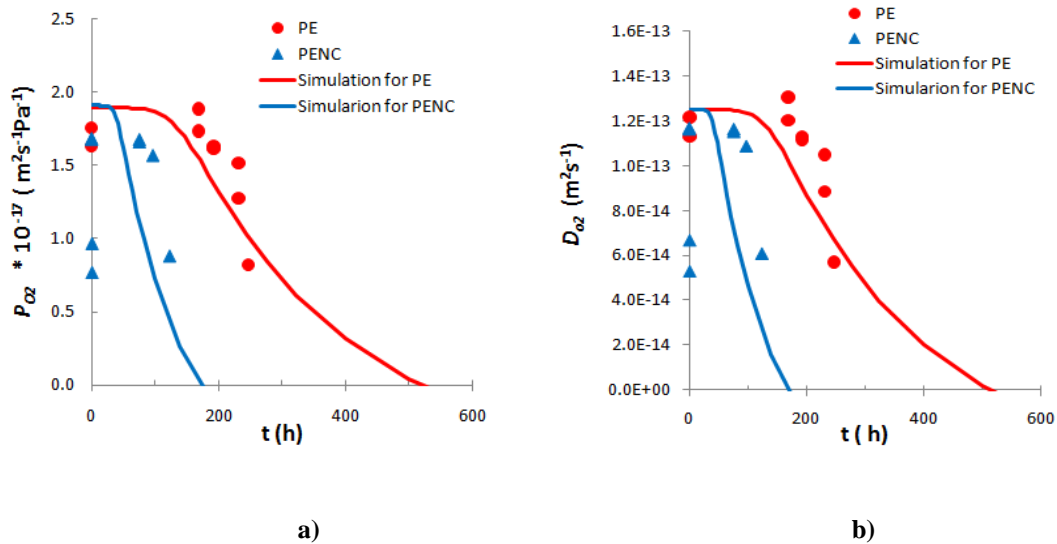 2.5
2.0
1.5
1.0
0.5
0.0
0
200
400
600
P_O2 * 10^-17 ( m²s⁻¹Pa⁻¹)
t (h)
PE
PENC
Simulation for PE
Simularion for PENC
a)
1.6E-13
1.4E-13
1.2E-13
1.0E-13
8.0E-14
6.0E-14
4.0E-14
2.0E-14
0.0E+00
0
200
400
600
D_o2 (m²s⁻¹)
t ( h)
PE
PENC
Simulation for PE
Simularion for PENC
b)